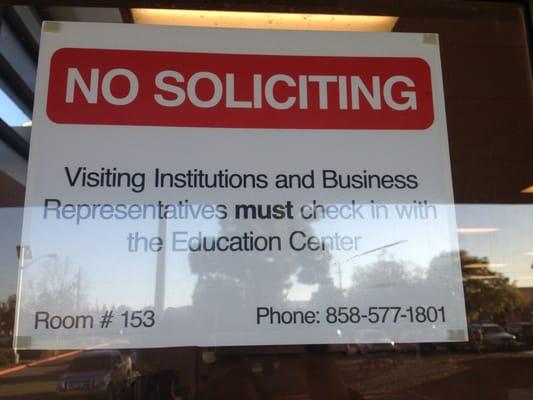 NO SOLICITING
Visiting Institutions and Business
Representatives must check in with
the Education Center
Room # 153
Phone: 858-577-1801